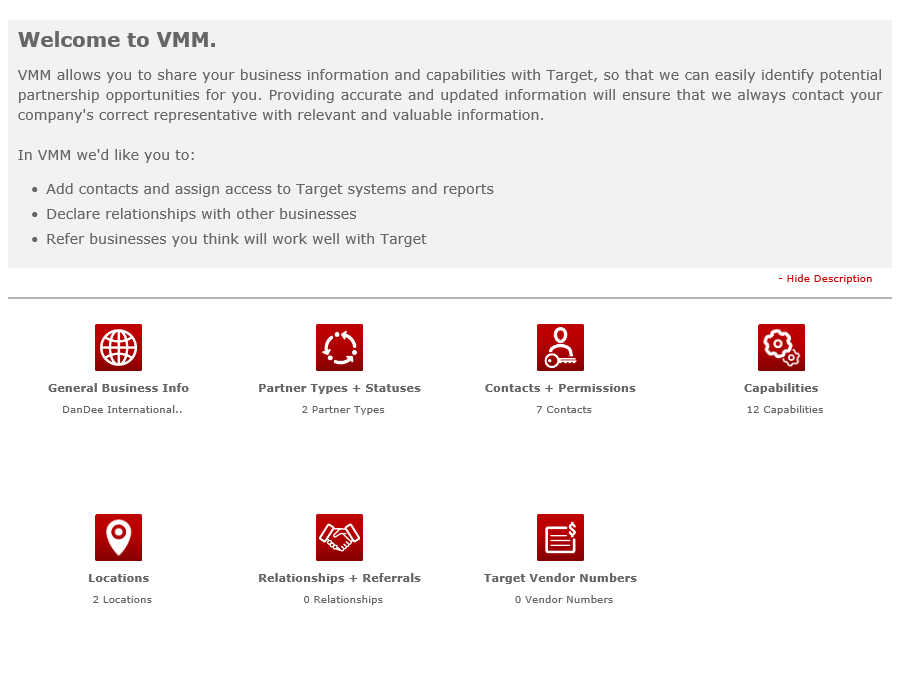 Welcome to VMM.
VMM allows you to share your business information and capabilities with Target, so that we can easily identify potential
partnership opportunities for you. Providing accurate and updated information will ensure that we always contact your
company's correct representative with relevant and valuable information.
In VMM we'd like you to:
• Add contacts and assign access to Target systems and reports
• Declare relationships with other businesses
• Refer businesses you think will work well with Target
- Hide Description
General Business Info
DanDee International..
Partner Types + Statuses
2 Partner Types
Contacts + Permissions
7 Contacts
Capabilities
12 Capabilities
Locations
2 Locations
Relationships + Referrals
0 Relationships
Target Vendor Numbers
0 Vendor Numbers